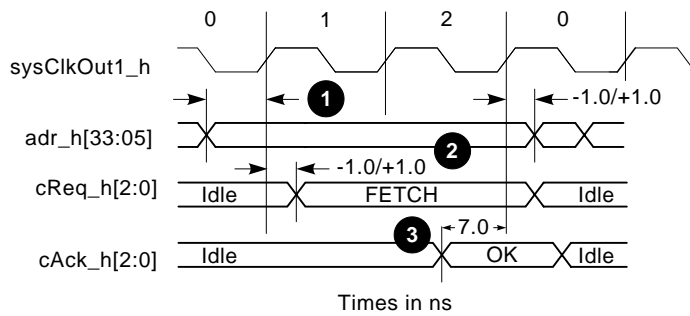 0 1 2 0
sysClkOut1_h
1 -1.0/+1.0
adr_h[33:05]
2
-1.0/+1.0
cReq_h[2:0] Idle FETCH Idle
3 7.0
cAck_h[2:0] Idle OK Idle
Times in ns